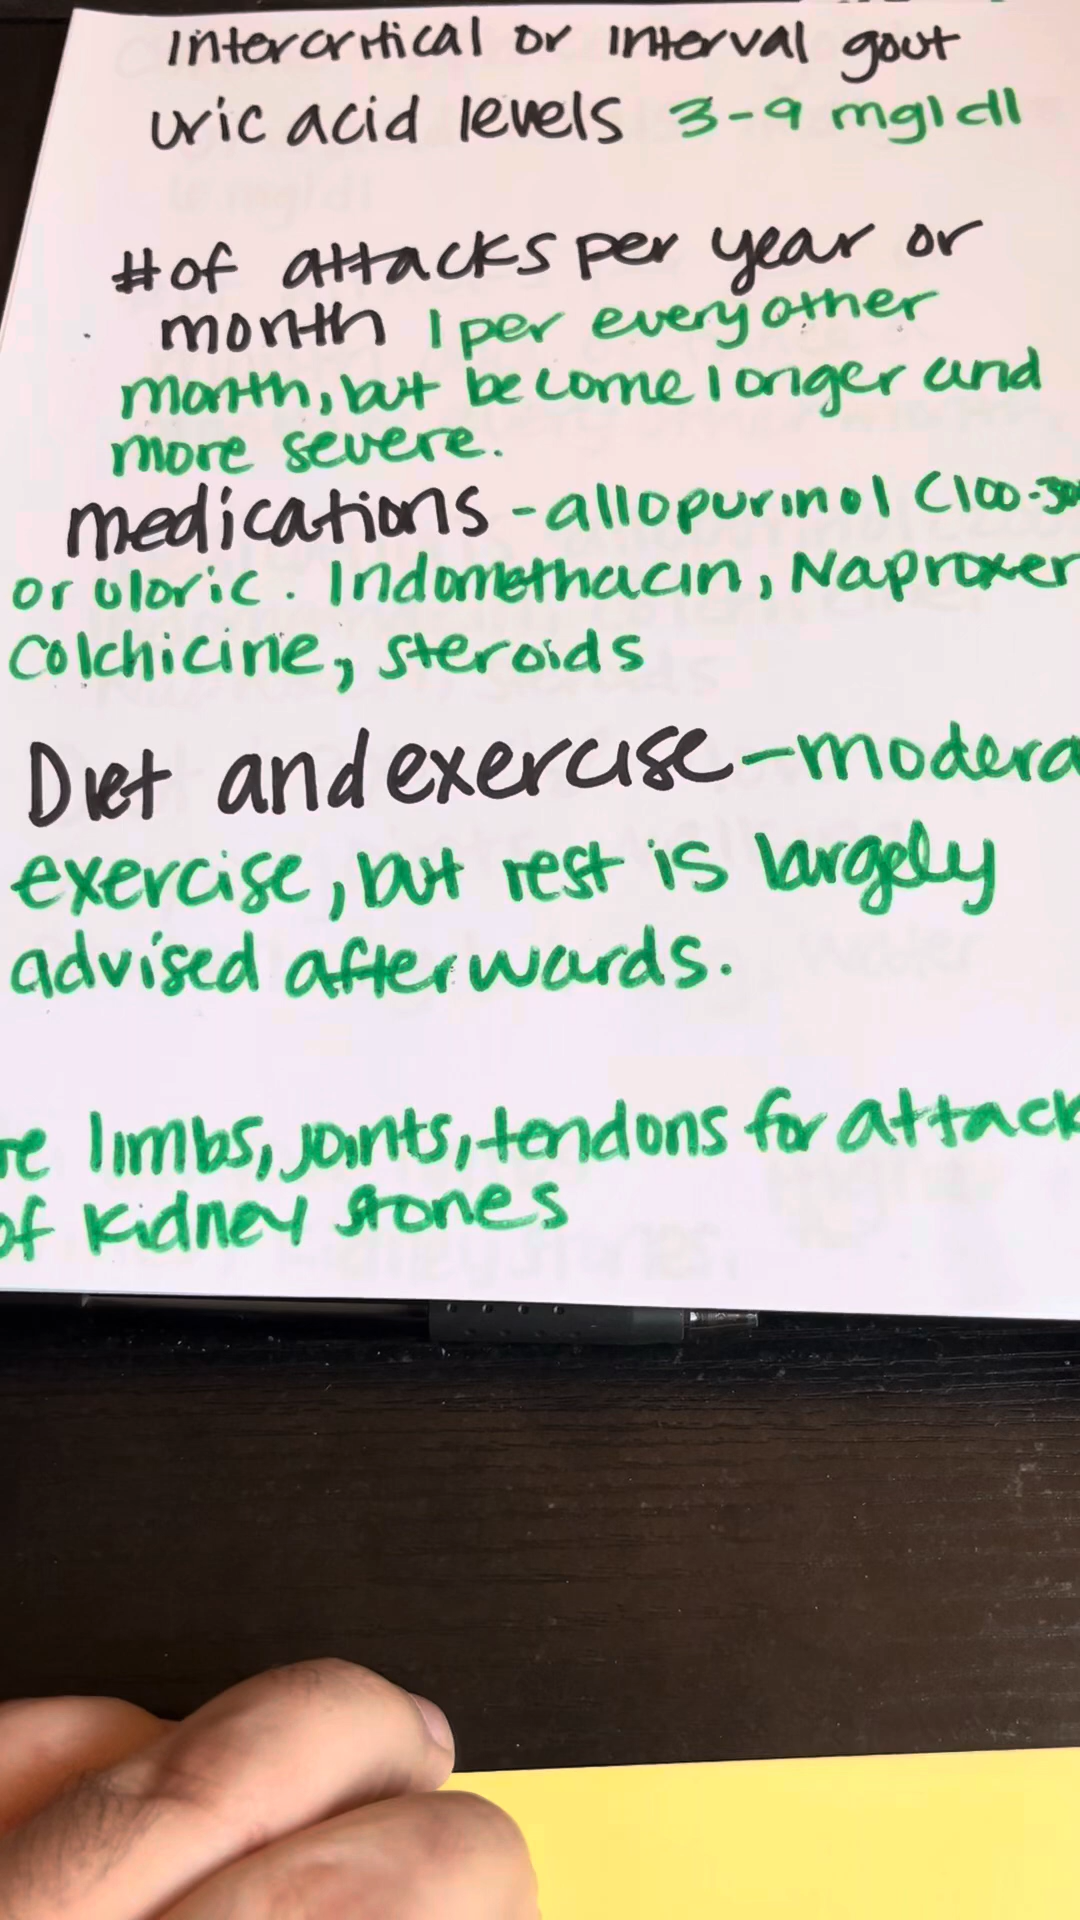 Intercritical or interval gout
uric acid levels 3-9 mg/dl
# of attacks per year or
month 1 per every other
month, but become longer and
more severe.
medications - allopurinol (100-30
or uloric. Indomethacin, Naproxen
Colchicine, steroids
Diet and exercise - modera
exercise, but rest is largely
advised afterwards.
re limbs, joints, tendons for attack
of kidney stones